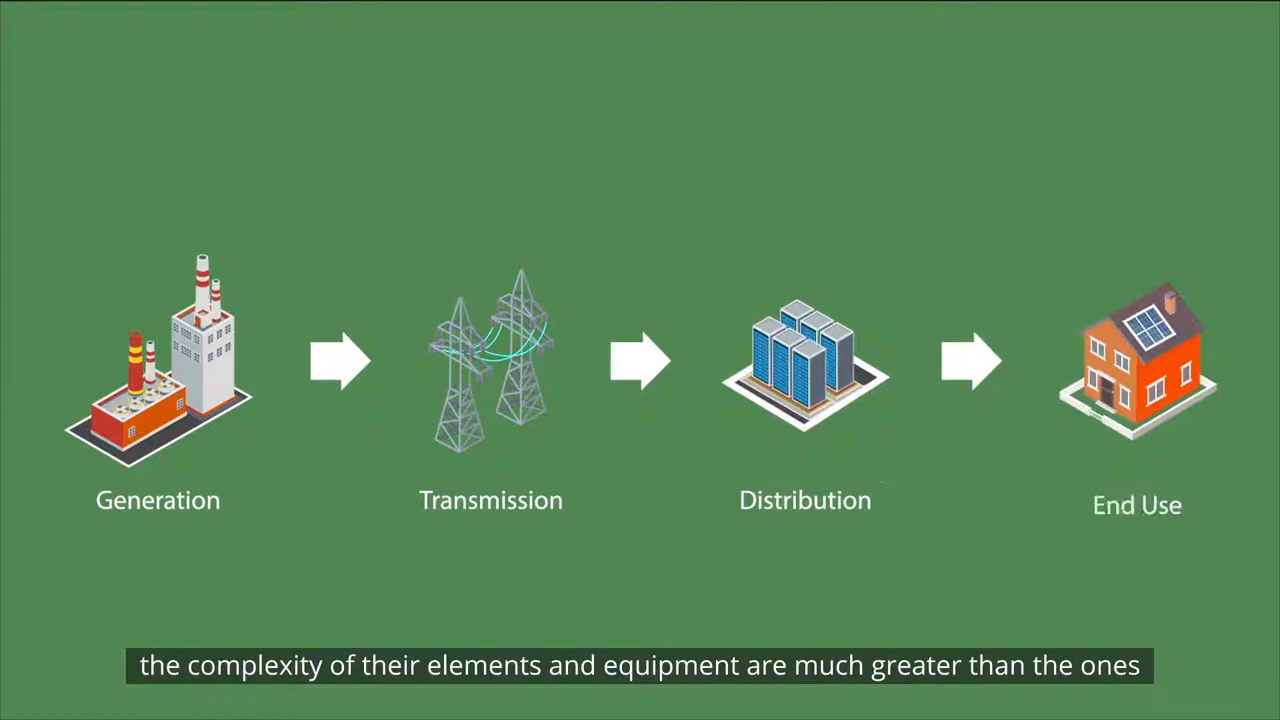 Generation
Transmission
Distribution
End Use
the complexity of their elements and equipment are much greater than the ones